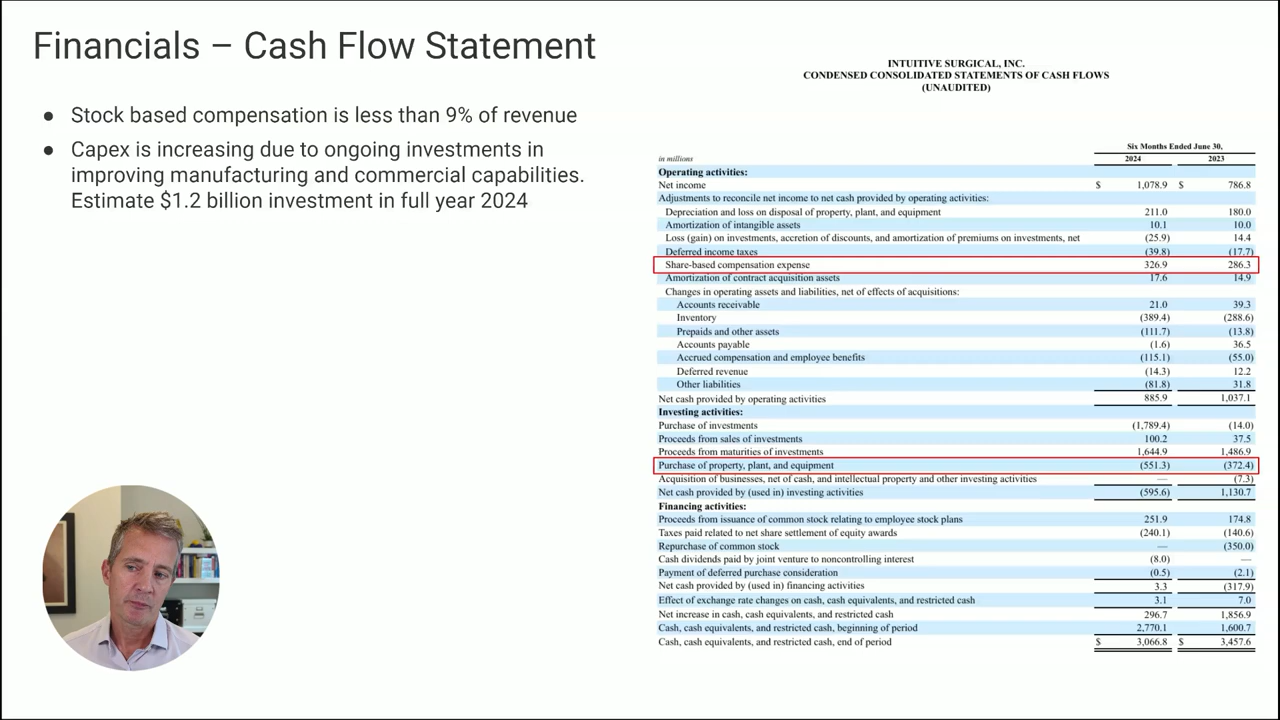 Financials – Cash Flow Statement
● Stock based compensation is less than 9% of revenue
● Capex is increasing due to ongoing investments in
improving manufacturing and commercial capabilities.
Estimate $1.2 billion investment in full year 2024
INTUITIVE SURGICAL, INC.
CONDENSED CONSOLIDATED STATEMENTS OF CASH FLOWS
(UNAUDITED)
Six Months Ended June 30,
in millions 2024 2023
Operating activities:
Net income $ 1,078.9 $ 786.8
Adjustments to reconcile net income to net cash provided by operating activities:
Depreciation and loss on disposal of property, plant, and equipment 211.0 180.0
Amortization of intangible assets 10.1 10.0
Loss (gain) on investments, accretion of discounts, and amortization of premiums on investments, net (25.9) 14.4
Deferred income taxes (39.8) (17.7)
Share-based compensation expense 326.9 286.3
Amortization of contract acquisition assets 17.6 14.9
Changes in operating assets and liabilities, net of effects of acquisitions:
Accounts receivable 21.0 39.3
Inventory (389.4) (288.6)
Prepaids and other assets (111.7) (13.8)
Accounts payable (1.6) 36.5
Accrued compensation and employee benefits (115.1) (55.0)
Deferred revenue (14.3) 12.2
Other liabilities (81.8) 31.8
Net cash provided by operating activities 885.9 1,037.1
Investing activities:
Purchase of investments (1,789.4) (14.0)
Proceeds from sales of investments 100.2 37.5
Proceeds from maturities of investments 1,644.9 1,486.9
Purchase of property, plant, and equipment (551.3) (372.4)
Acquisition of businesses, net of cash, and intellectual property and other investing activities — (7.3)
Net cash provided by (used in) investing activities (595.6) 1,130.7
Financing activities:
Proceeds from issuance of common stock relating to employee stock plans 251.9 174.8
Taxes paid related to net share settlement of equity awards (240.1) (140.6)
Repurchase of common stock — (350.0)
Cash dividends paid by joint venture to noncontrolling interest (8.0) —
Payment of deferred purchase consideration (0.5) (2.1)
Net cash provided by (used in) financing activities 3.3 (317.9)
Effect of exchange rate changes on cash, cash equivalents, and restricted cash 3.1 7.0
Net increase in cash, cash equivalents, and restricted cash 296.7 1,856.9
Cash, cash equivalents, and restricted cash, beginning of period 2,770.1 1,600.7
Cash, cash equivalents, and restricted cash, end of period $ 3,066.8 $ 3,457.6